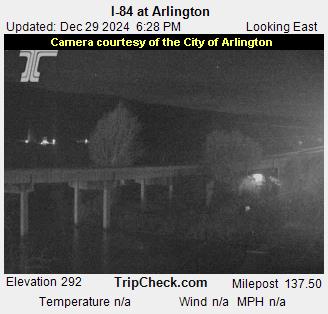 I-84 at Arlington
Updated: Dec 29 2024 6:28 PM Looking East
Camera courtesy of the City of Arlington
Elevation 292 TripCheck.com Milepost 137.50
Temperature n/a Wind n/a MPH n/a